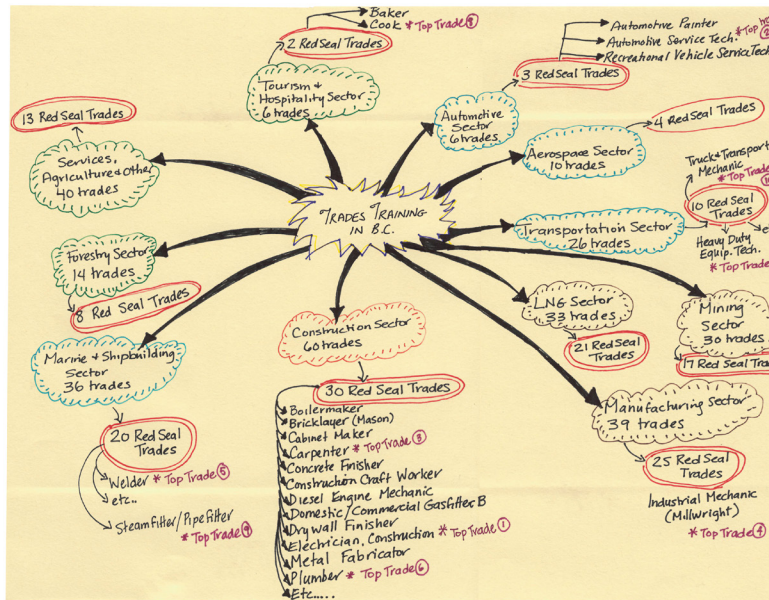 Baker
Cook * Top Trade 8
2 Red Seal Trades
Tourism &
Hospitality Sector
6 trades
Automotive Painter
Automotive Service Tech. * Top
Recreational Vehicle Service Tech
3 Red Seal Trades
Automotive
Sector
6 trades
4 Red Seal Trades
Aerospace Sector
10 trades
13 Red Seal Trades
Services,
Agriculture & Other
40 trades
Truck & Transport
Mechanic
* Top Trade
10 Red Seal
Trades
Heavy Duty
Equip. Tech.
* Top Trade
Transportation Sector
26 trades
Trades Training
in B.C.
Forestry Sector
14 trades
8 Red Seal Trades
LNG Sector
33 trades
21 Red Seal
Trades
Mining
Sector
30 trades
17 Red Seal Trades
Marine & Shipbuilding
Sector
36 trades
20 Red Seal
Trades
Welder * Top Trade 5
etc..
Steamfitter/Pipefitter
* Top Trade 9
Construction Sector
60 trades
30 Red Seal Trades
Boilermaker
Bricklayer (Mason)
Cabinet Maker
Carpenter * Top Trade 3
Concrete Finisher
Construction Craft Worker
Diesel Engine Mechanic
Domestic/Commercial Gasfitter B
Drywall Finisher
Electrician, Construction * Top Trade 1
Metal Fabricator
Plumber * Top Trade 6
Etc.....
Manufacturing Sector
39 trades
25 Red Seal
Trades
Industrial Mechanic
(Millwright)
* Top Trade 4